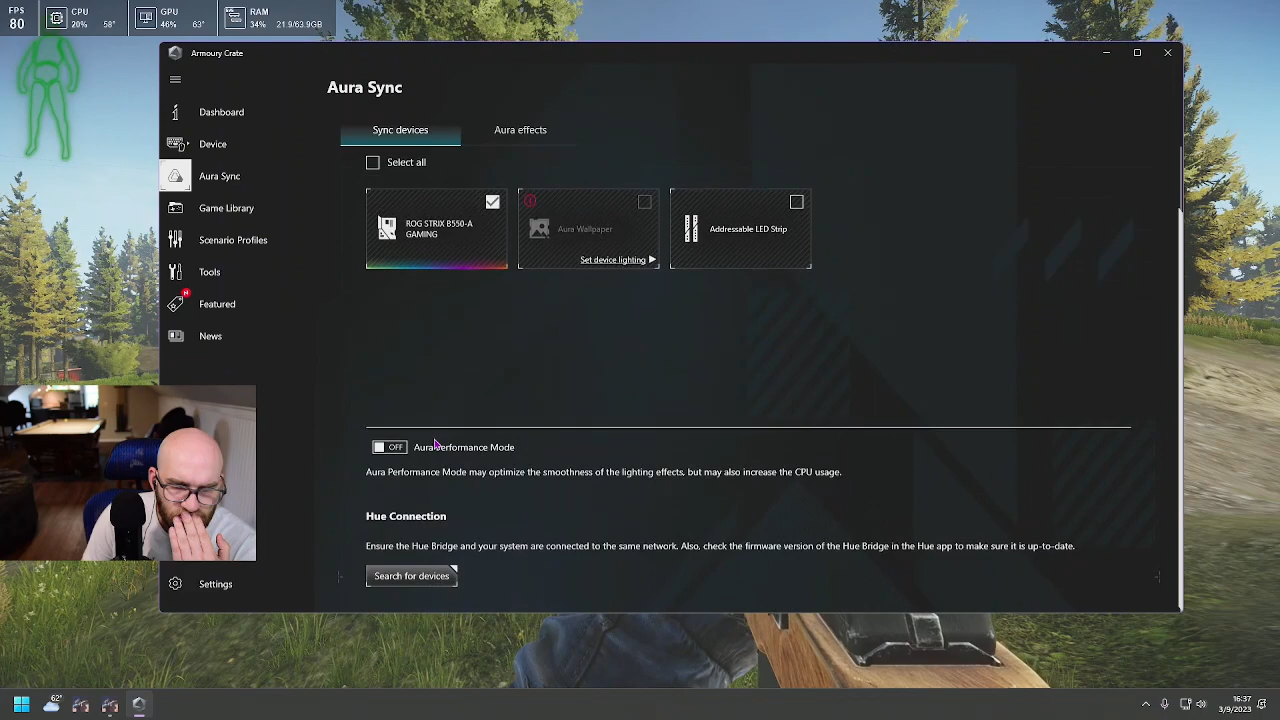 FPS CPU GPU RAM
80 20% 58° 46% 63° 34% 21.9/63.9GB
Armoury Crate
Aura Sync
Dashboard
Device
Aura Sync
Game Library
Scenario Profiles
Tools
Featured
News
Settings
Sync devices Aura effects
Select all
ROG STRIX B550-A
GAMING
Aura Wallpaper
Set device lighting
Addressable LED Strip
OFF Aura Performance Mode
Aura Performance Mode may optimize the smoothness of the lighting effects, but may also increase the CPU usage.
Hue Connection
Ensure the Hue Bridge and your system are connected to the same network. Also, check the firmware version of the Hue Bridge in the Hue app to make sure it is up-to-date.
Search for devices
62°
16:37
3/9/2023